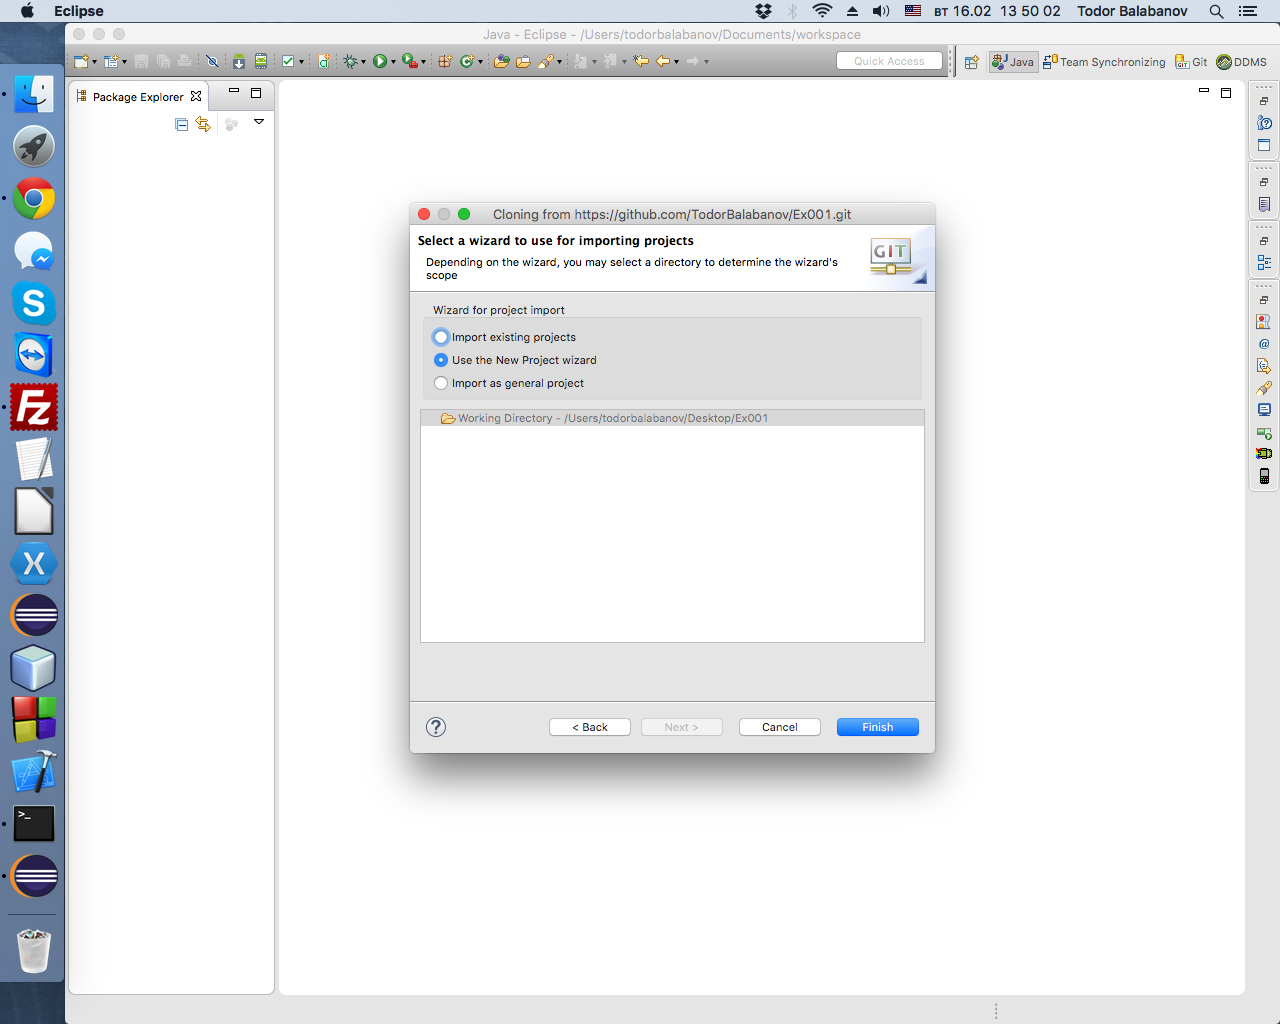 Eclipse
вт 16.02 13 50 02 Todor Balabanov
Java - Eclipse - /Users/todorbalabanov/Documents/workspace
Quick Access
Java
Team Synchronizing
Git
DDMS
Package Explorer
Cloning from https://github.com/TodorBalabanov/Ex001.git
Select a wizard to use for importing projects
Depending on the wizard, you may select a directory to determine the wizard's
scope
GIT
Wizard for project import
Import existing projects
Use the New Project wizard
Import as general project
Working Directory - /Users/todorbalabanov/Desktop/Ex001
?
< Back
Next >
Cancel
Finish